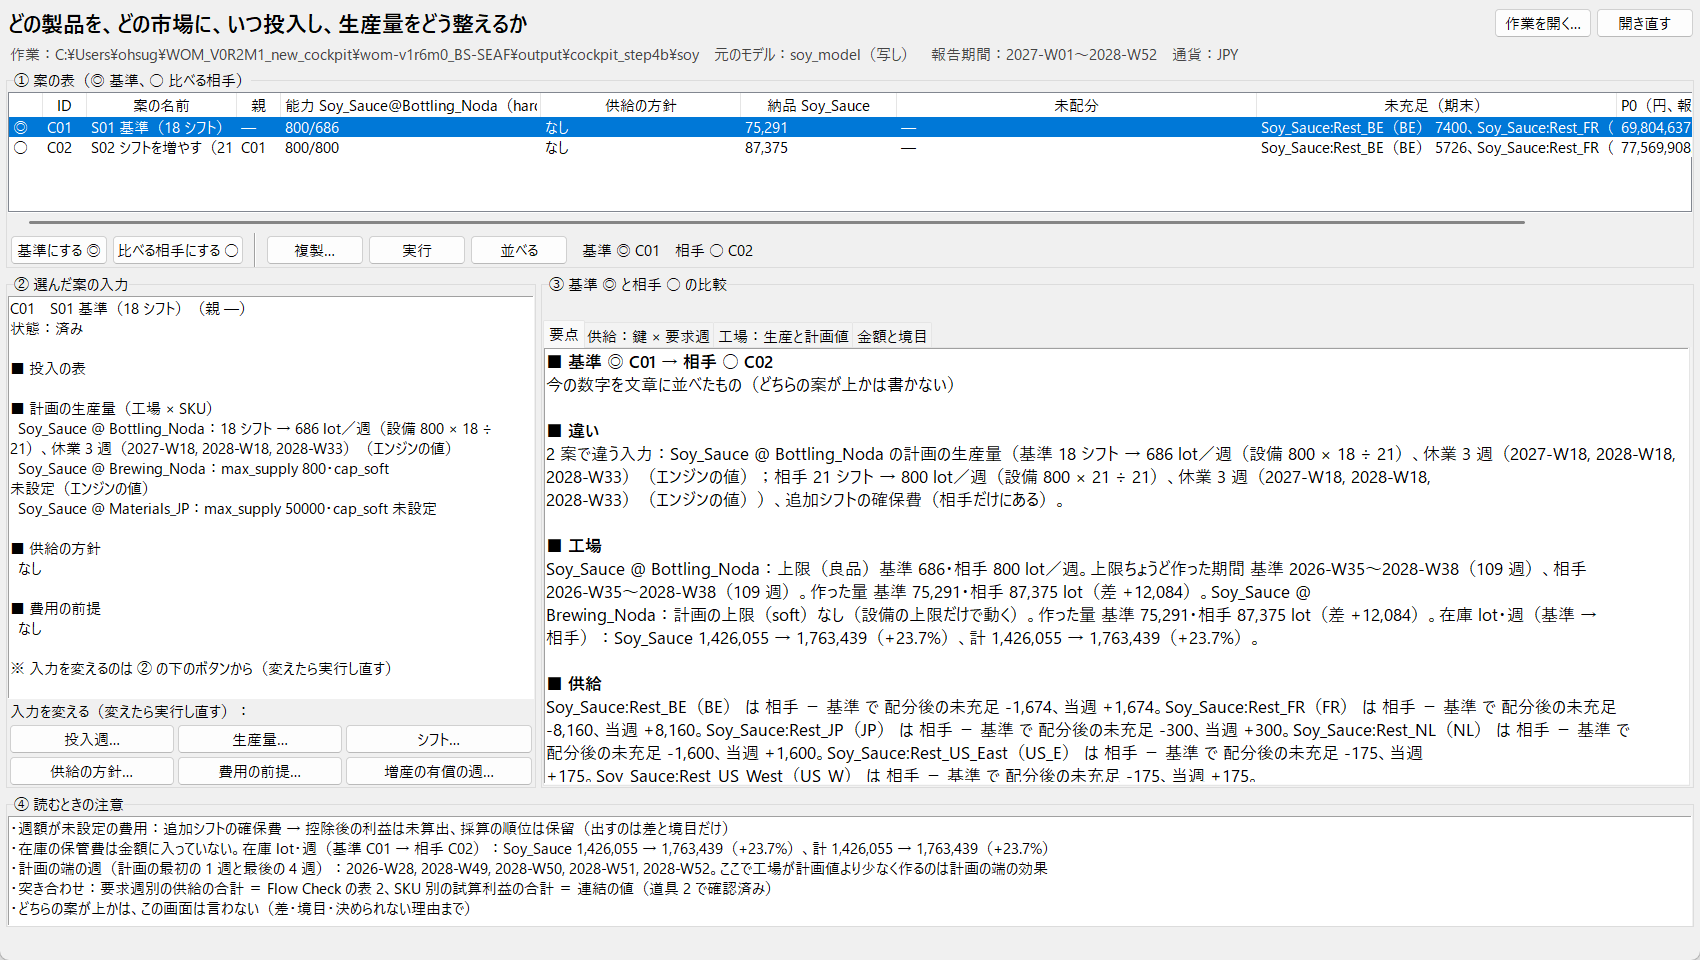 どの製品を、どの市場に、いつ投入し、生産量をどう整えるか
作業を開く... 開き直す
作業：C:¥Users¥ohsug¥WOM_V0R2M1_new_cockpit¥wom-v1r6m0_BS-SEAF¥output¥cockpit_step4b¥soy 元のモデル：soy_model（写し） 報告期間：2027-W01～2028-W52 通貨：JPY
① 案の表（◎ 基準、○ 比べる相手）
ID 案の名前 親 能力 Soy_Sauce@Bottling_Noda（hard 供給の方針 納品 Soy_Sauce 未配分 未充足（期末） P0（円、報
◎ C01 S01 基準（18 シフト） — 800/686 なし 75,291 — Soy_Sauce:Rest_BE（BE） 7400、Soy_Sauce:Rest_FR（ 69,804,637
○ C02 S02 シフトを増やす（21 C01 800/800 なし 87,375 — Soy_Sauce:Rest_BE（BE） 5726、Soy_Sauce:Rest_FR（ 77,569,908
基準にする ◎ 比べる相手にする ○ 複製... 実行 並べる 基準 ◎ C01 相手 ○ C02
② 選んだ案の入力
C01 S01 基準（18 シフト）（親 —）
状態：済み
■ 投入の表
■ 計画の生産量（工場 × SKU）
Soy_Sauce @ Bottling_Noda：18 シフト → 686 lot／週（設備 800 × 18 ÷
21）、休業 3 週（2027-W18, 2028-W18, 2028-W33）（エンジンの値）
Soy_Sauce @ Brewing_Noda：max_supply 800・cap_soft
未設定（エンジンの値）
Soy_Sauce @ Materials_JP：max_supply 50000・cap_soft 未設定
■ 供給の方針
なし
■ 費用の前提
なし
※ 入力を変えるのは ② の下のボタンから（変えたら実行し直す）
入力を変える（変えたら実行し直す）：
投入週... 生産量... シフト...
供給の方針... 費用の前提... 増産の有償の週...
③ 基準 ◎ と相手 ○ の比較
要点 供給：鍵 × 要求週 工場：生産と計画値 金額と境目
■ 基準 ◎ C01 → 相手 ○ C02
今の数字を文章に並べたもの（どちらの案が上かは書かない）
■ 違い
2 案で違う入力：Soy_Sauce @ Bottling_Noda の計画の生産量（基準 18 シフト → 686 lot／週（設備 800 × 18 ÷ 21）、休業 3 週（2027-W18, 2028-W18,
2028-W33）（エンジンの値）；相手 21 シフト → 800 lot／週（設備 800 × 21 ÷ 21）、休業 3 週（2027-W18, 2028-W18,
2028-W33）（エンジンの値））、追加シフトの確保費（相手だけにある）。
■ 工場
Soy_Sauce @ Bottling_Noda：上限（良品）基準 686・相手 800 lot／週。上限ちょうど作った期間 基準 2026-W35～2028-W38（109 週）、相手
2026-W35～2028-W38（109 週）。作った量 基準 75,291・相手 87,375 lot（差 +12,084）。Soy_Sauce @
Brewing_Noda：計画の上限（soft）なし（設備の上限だけで動く）。作った量 基準 75,291・相手 87,375 lot（差 +12,084）。在庫 lot・週（基準 →
相手）：Soy_Sauce 1,426,055 → 1,763,439（+23.7%）、計 1,426,055 → 1,763,439（+23.7%）。
■ 供給
Soy_Sauce:Rest_BE（BE） は 相手 － 基準 で 配分後の未充足 -1,674、当週 +1,674。Soy_Sauce:Rest_FR（FR） は 相手 － 基準 で 配分後の未充足
-8,160、当週 +8,160。Soy_Sauce:Rest_JP（JP） は 相手 － 基準 で 配分後の未充足 -300、当週 +300。Soy_Sauce:Rest_NL（NL） は 相手 － 基準 で
配分後の未充足 -1,600、当週 +1,600。Soy_Sauce:Rest_US_East（US_E） は 相手 － 基準 で 配分後の未充足 -175、当週
+175。Soy_Sauce:Rest_US_West（US_W） は 相手 － 基準 で 配分後の未充足 -175、当週 +175。
④ 読むときの注意
・週額が未設定の費用：追加シフトの確保費 → 控除後の利益は未算出、採算の順位は保留（出すのは差と境目だけ）
・在庫の保管費は金額に入っていない。在庫 lot・週（基準 C01 → 相手 C02）：Soy_Sauce 1,426,055 → 1,763,439（+23.7%）、計 1,426,055 → 1,763,439（+23.7%）
・計画の端の週（計画の最初の 1 週と最後の 4 週）：2026-W28, 2028-W49, 2028-W50, 2028-W51, 2028-W52。ここで工場が計画値より少なく作るのは計画の端の効果
・突き合わせ：要求週別の供給の合計 ＝ Flow Check の表 2、SKU 別の試算利益の合計 ＝ 連結の値（道具 2 で確認済み）
・どちらの案が上かは、この画面は言わない（差・境目・決められない理由まで）